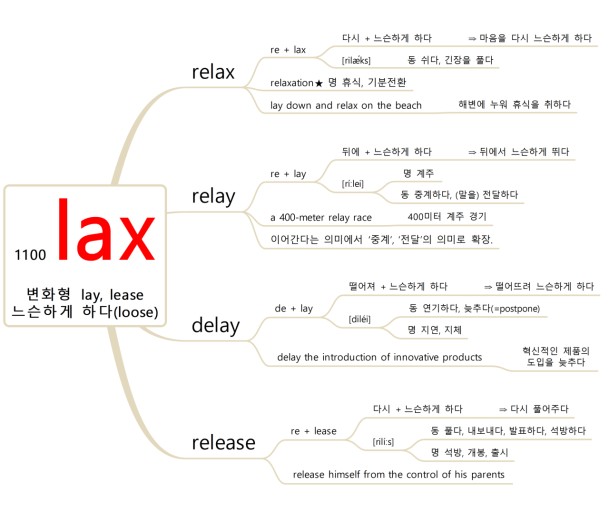 1100 lax
변화형 lay, lease
느슨하게 하다(loose)
relax
re + lax
다시 + 느슨하게 하다 ⇒ 마음을 다시 느슨하게 하다
[rilǽks] 동 쉬다, 긴장을 풀다
relaxation★ 명 휴식, 기분전환
lay down and relax on the beach 해변에 누워 휴식을 취하다
relay
re + lay
뒤에 + 느슨하게 하다 ⇒ 뒤에서 느슨하게 뛰다
[ríːlei]
명 계주
동 중계하다, (말을) 전달하다
a 400-meter relay race 400미터 계주 경기
이어간다는 의미에서 '중계', '전달'의 의미로 확장.
delay
de + lay
떨어져 + 느슨하게 하다 ⇒ 떨어뜨려 느슨하게 하다
[diléi]
동 연기하다, 늦추다(=postpone)
명 지연, 지체
delay the introduction of innovative products
혁신적인 제품의
도입을 늦추다
release
re + lease
다시 + 느슨하게 하다 ⇒ 다시 풀어주다
[rilíːs]
동 풀다, 내보내다, 발표하다, 석방하다
명 석방, 개봉, 출시
release himself from the control of his parents